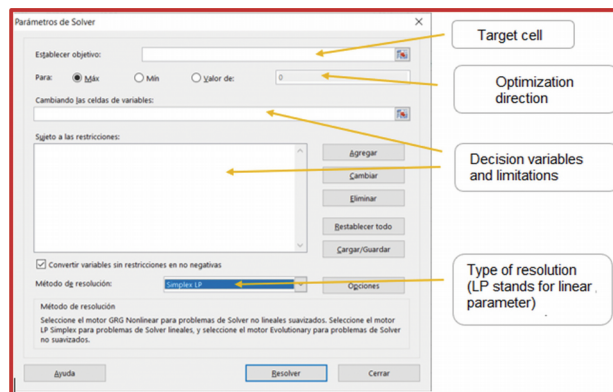 Parámetros de Solver
Establecer objetivo:
Para:
Máx
Mín
Valor de:
0
Cambiando las celdas de variables:
Sujeto a las restricciones:
Agregar
Cambiar
Eliminar
Restablecer todo
Cargar/Guardar
Convertir variables sin restricciones en no negativas
Método de resolución:
Simplex LP
Opciones
Método de resolución
Seleccione el motor GRG Nonlinear para problemas de Solver no lineales suavizados. Seleccione el motor
LP Simplex para problemas de Solver lineales, y seleccione el motor Evolutionary para problemas de Solver
no suavizados.
Ayuda
Resolver
Cerrar
Target cell
Optimization
direction
Decision variables
and limitations
Type of resolution
(LP stands for linear
parameter)